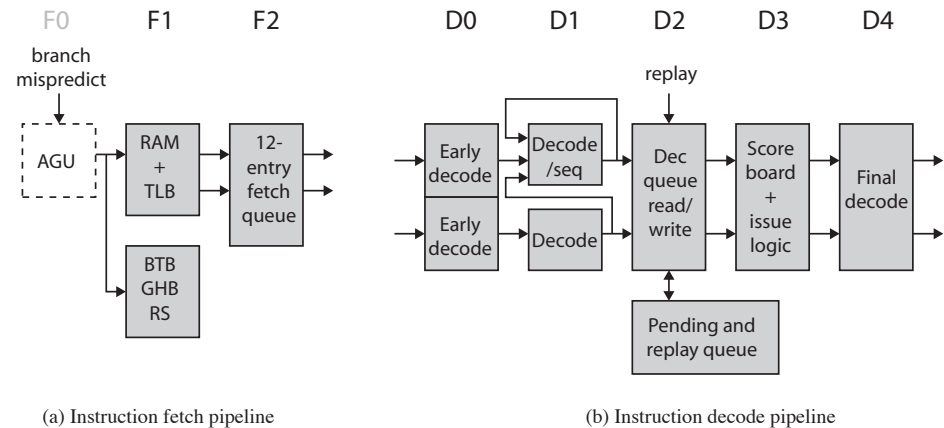 F0
F1
F2
branch
mispredict
AGU
RAM
+
TLB
12-
entry
fetch
queue
BTB
GHB
RS
(a) Instruction fetch pipeline
D0
D1
D2
D3
D4
replay
Early
decode
Early
decode
Decode
/seq
Decode
Dec
queue
read/
write
Score
board
+
issue
logic
Final
decode
Pending and
replay queue
(b) Instruction decode pipeline